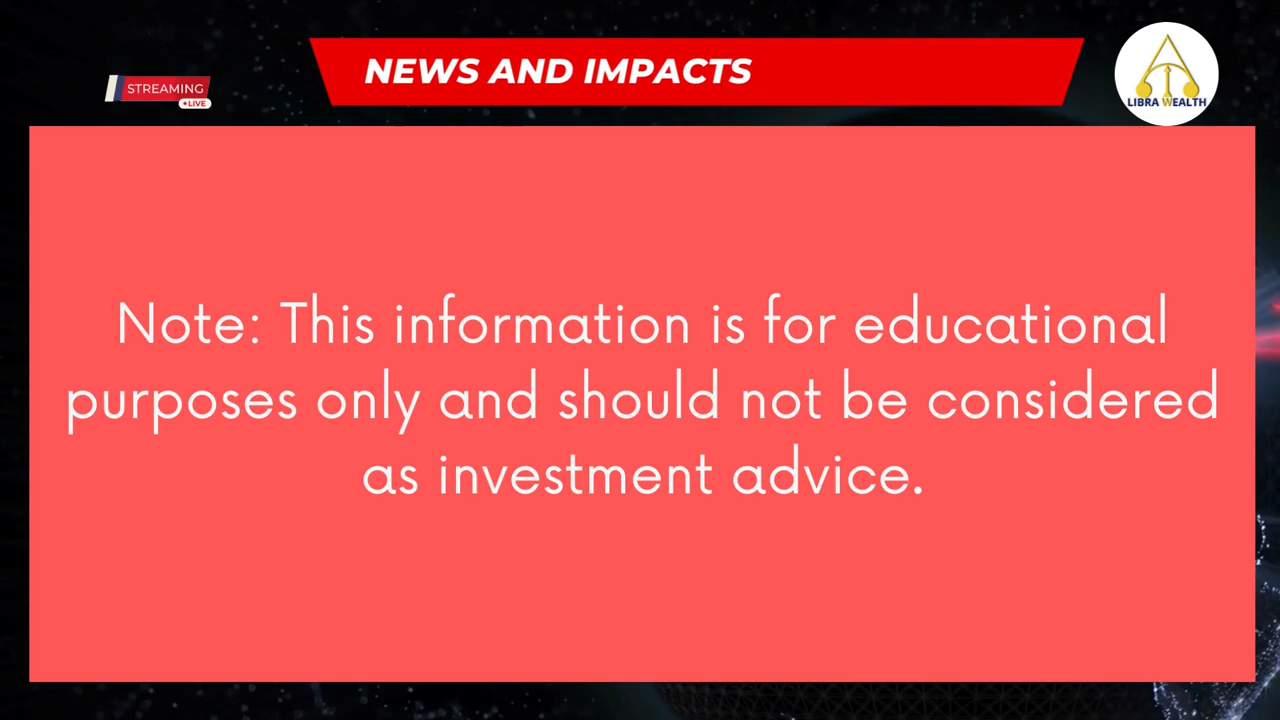 NEWS AND IMPACTS
STREAMING
LIVE
LIBRA WEALTH
Note: This information is for educational
purposes only and should not be considered
as investment advice.